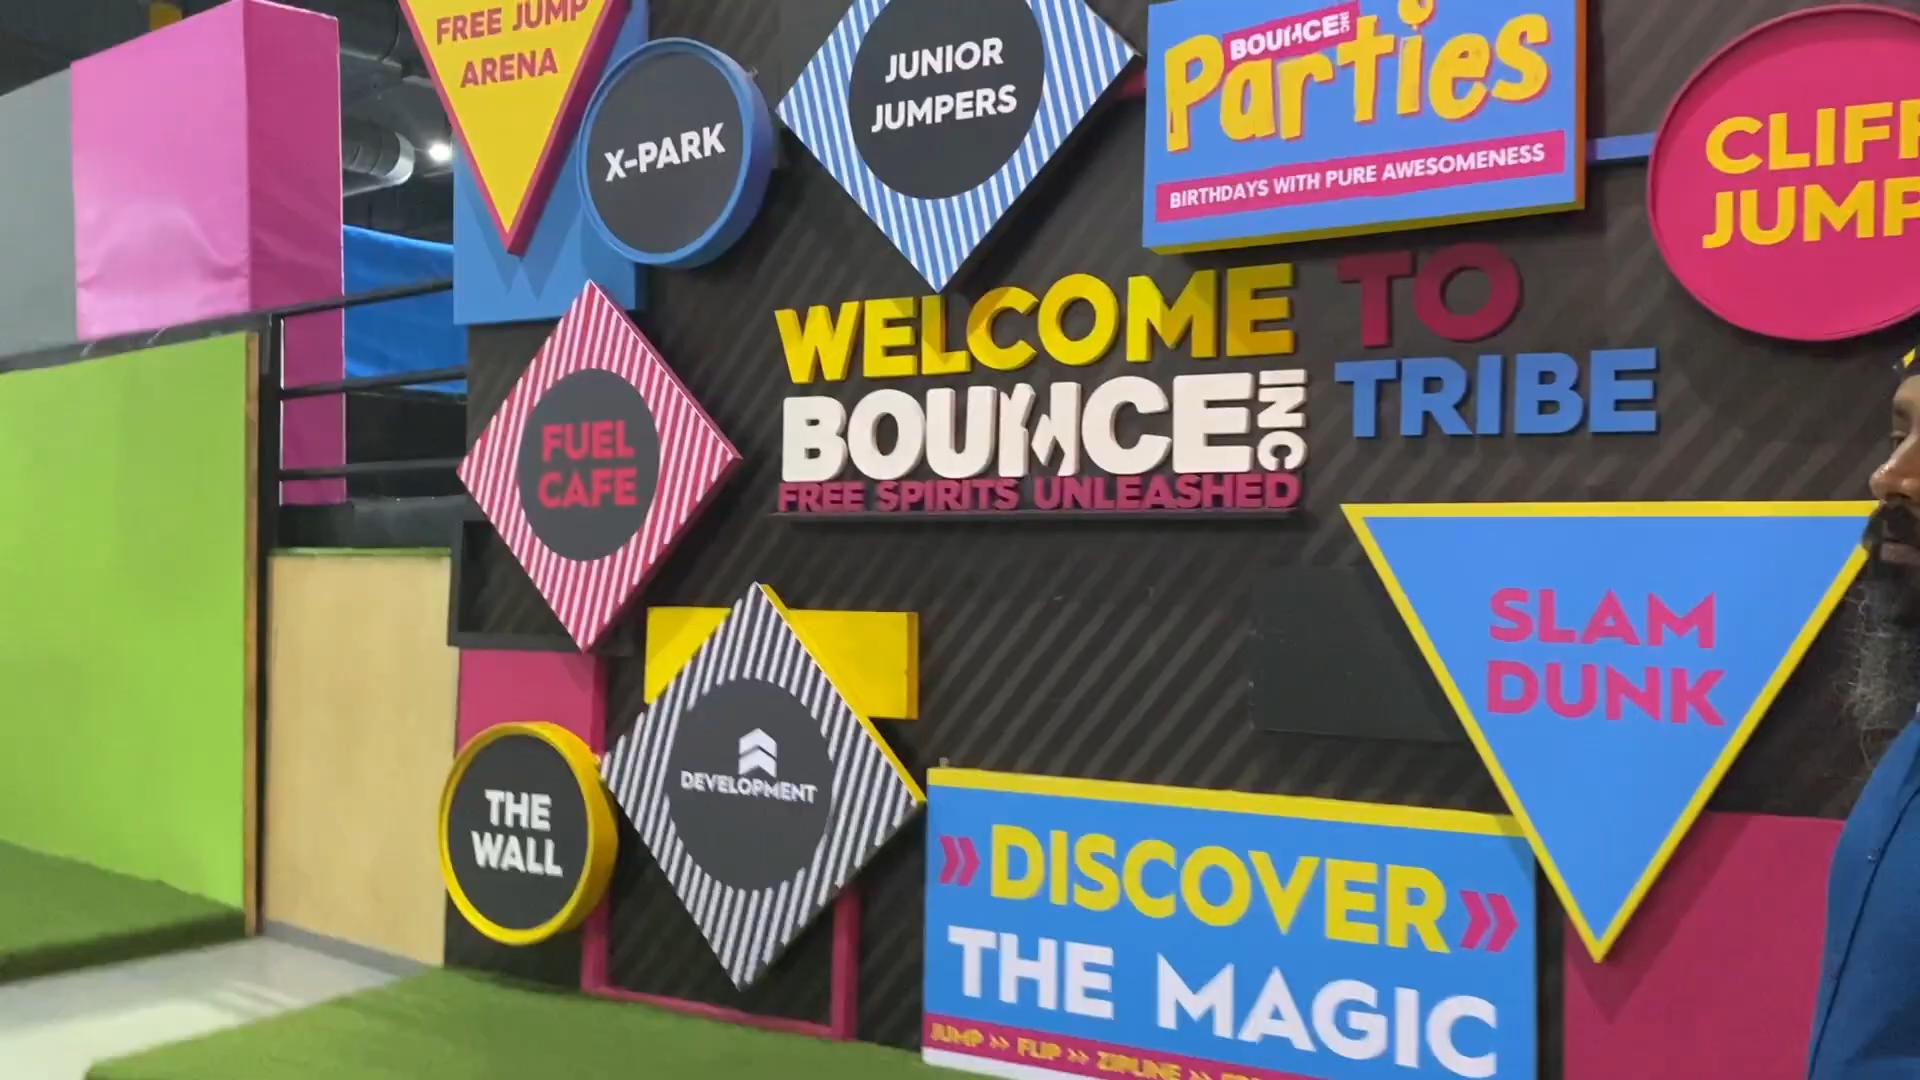 FREE JUMP
ARENA
X-PARK
JUNIOR
JUMPERS
BOUNCE INC
Parties
BIRTHDAYS WITH PURE AWESOMENESS
CLIFF
JUMP
WELCOME TO
BOUNCE INC TRIBE
FREE SPIRITS UNLEASHED
FUEL
CAFE
SLAM
DUNK
DEVELOPMENT
THE
WALL
» DISCOVER »
THE MAGIC
JUMP >> FLIP >> ZIPLINE >>